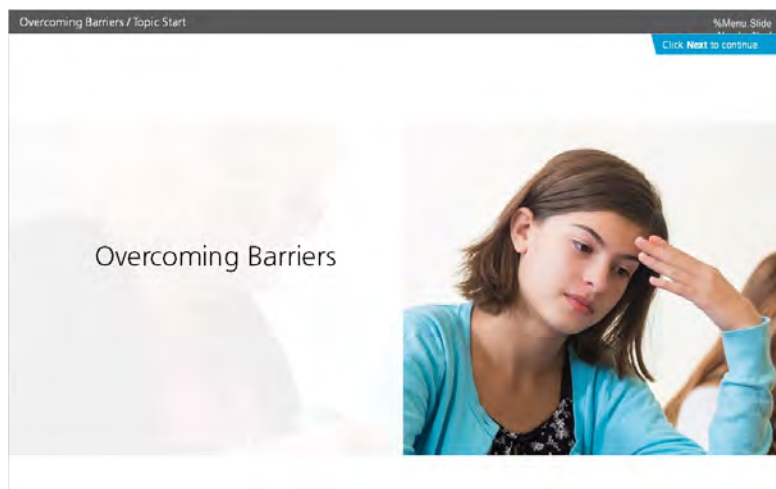 Overcoming Barriers / Topic Start
%Menu.Slide
Click Next to continue
Overcoming Barriers